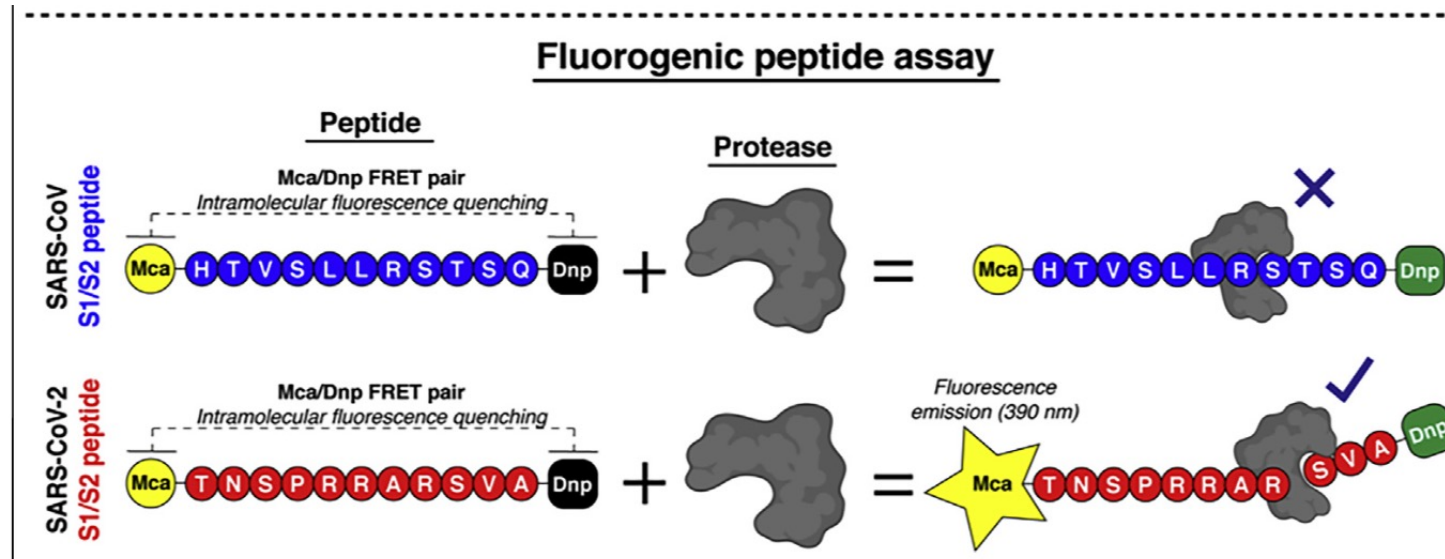 Fluorogenic peptide assay
Peptide
Protease
SARS-CoV
S1/S2 peptide
Mca/Dnp FRET pair
Intramolecular fluorescence quenching
Mca H T V S L L R S T S Q Dnp
+
=
Mca H T V S L L R S T S Q Dnp
SARS-CoV-2
S1/S2 peptide
Mca/Dnp FRET pair
Intramolecular fluorescence quenching
Mca T N S P R R A R S V A Dnp
+
=
Fluorescence
emission (390 nm)
Mca T N S P R R A R S V A Dnp